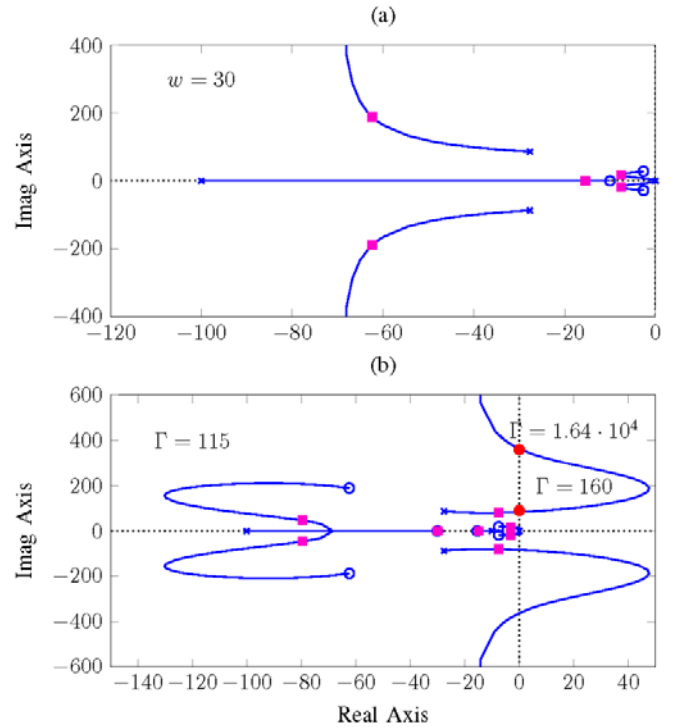 (a)
400
w = 30
200
0
−200
−400
Imag Axis
−120 −100 −80 −60 −40 −20 0
(b)
600
Γ = 115
Γ = 1.64 · 10⁴
400
Γ = 160
200
0
−200
−400
−600
Imag Axis
−140 −120 −100 −80 −60 −40 −20 0 20 40
Real Axis